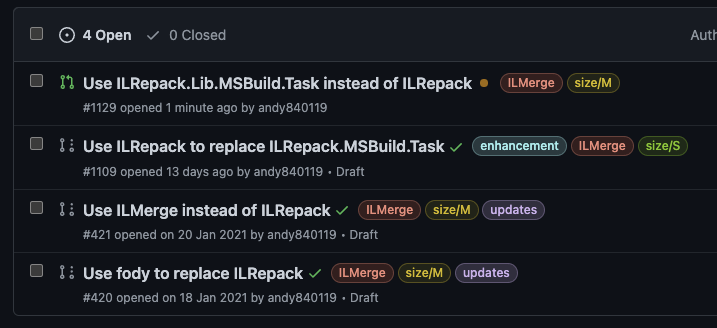 4 Open 0 Closed Auth
Use ILRepack.Lib.MSBuild.Task instead of ILRepack ILMerge size/M
#1129 opened 1 minute ago by andy840119
Use ILRepack to replace ILRepack.MSBuild.Task enhancement ILMerge size/S
#1109 opened 13 days ago by andy840119 • Draft
Use ILMerge instead of ILRepack ILMerge size/M updates
#421 opened on 20 Jan 2021 by andy840119 • Draft
Use fody to replace ILRepack ILMerge size/M updates
#420 opened on 18 Jan 2021 by andy840119 • Draft